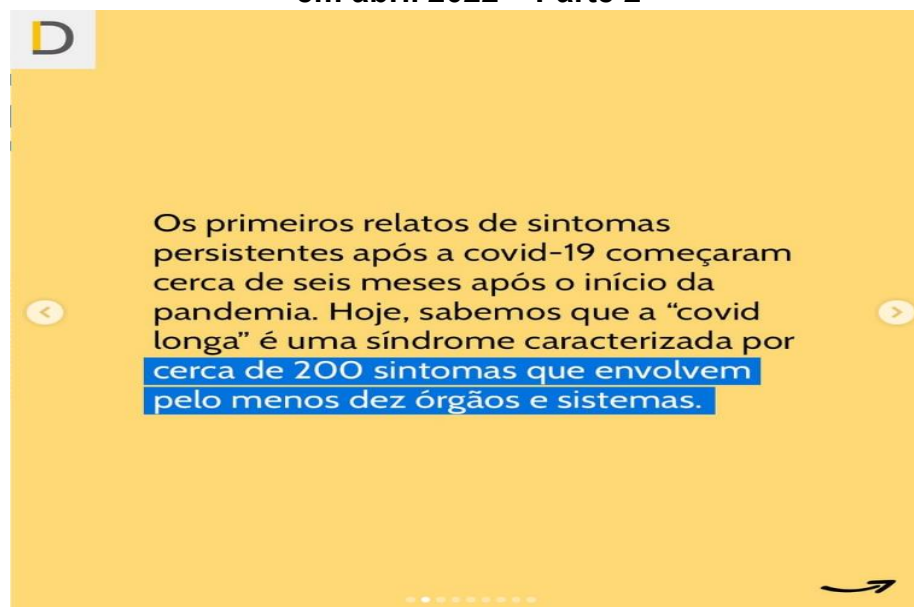 em abril 2022 – Parte 2
D
Os primeiros relatos de sintomas
persistentes após a covid-19 começaram
cerca de seis meses após o início da
pandemia. Hoje, sabemos que a “covid
longa” é uma síndrome caracterizada por
cerca de 200 sintomas que envolvem
pelo menos dez órgãos e sistemas.